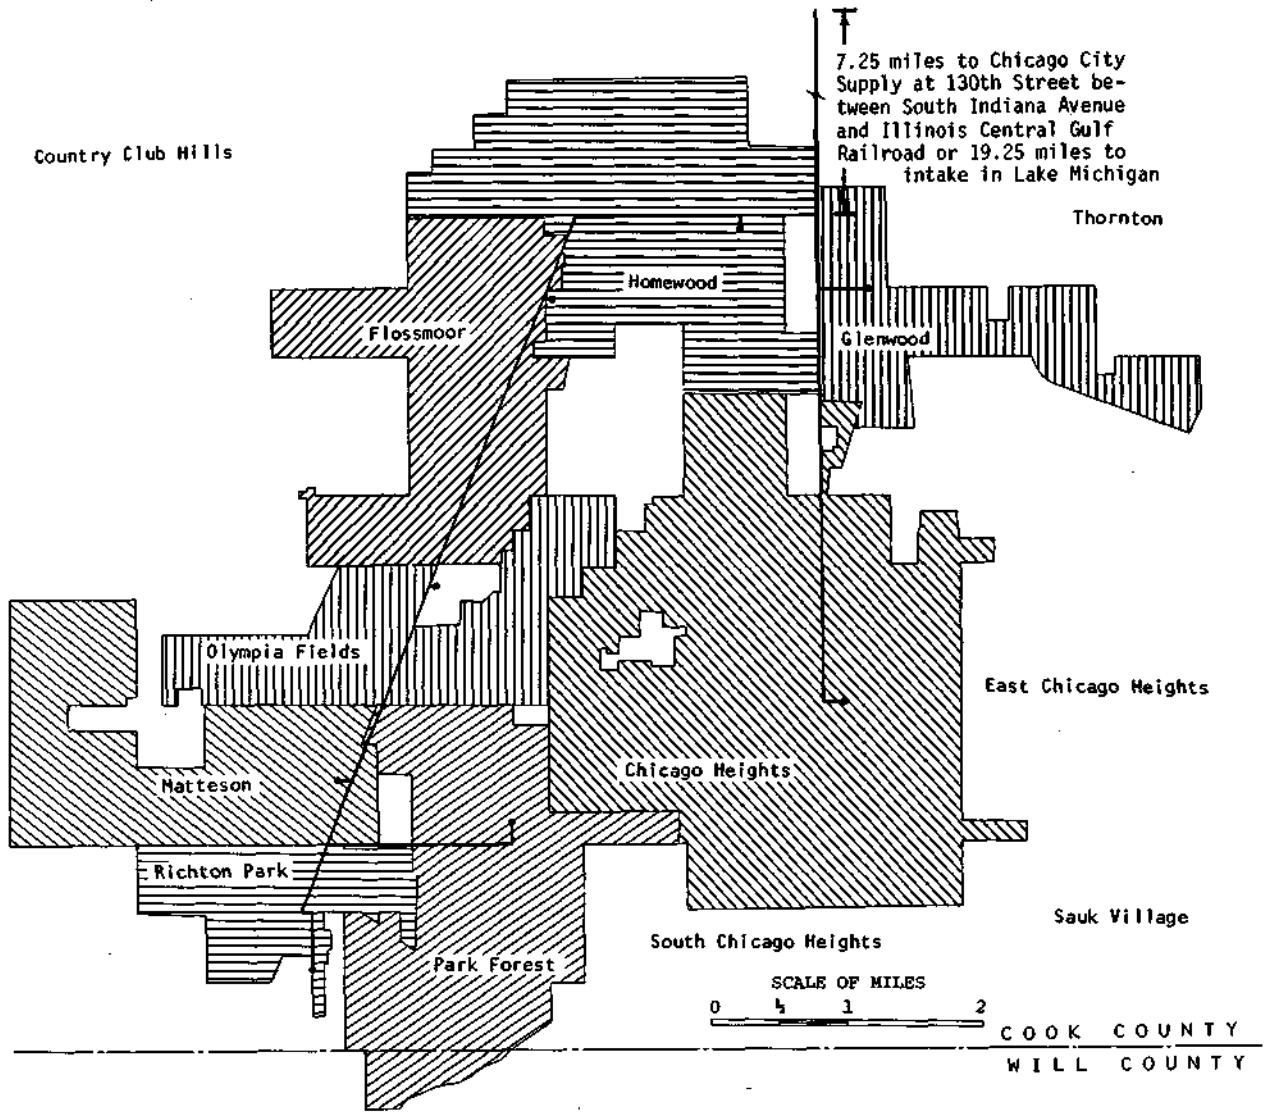 7.25 miles to Chicago City
Supply at 130th Street be-
tween South Indiana Avenue
and Illinois Central Gulf
Railroad or 19.25 miles to
intake in Lake Michigan
Country Club Hills
Thornton
Homewood
Flossmoor
Glenwood
Olympia Fields
East Chicago Heights
Chicago Heights
Matteson
Richton Park
Sauk Village
South Chicago Heights
Park Forest
SCALE OF MILES
0 ½ 1 2
COOK COUNTY
WILL COUNTY